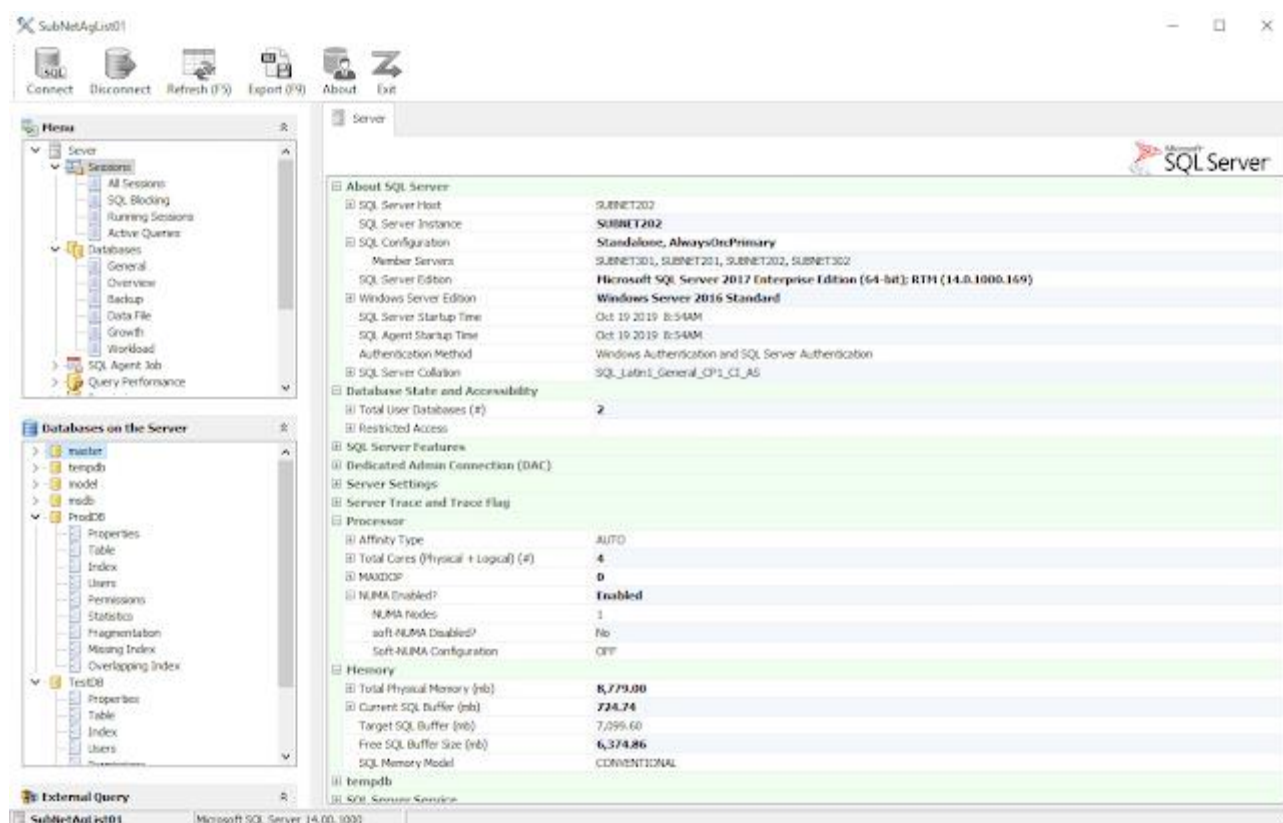 SubNetAgList01
Connect Disconnect Refresh (F5) Export (F9) About Exit
Menu
Sever
Sessions
All Sessions
SQL Blocking
Running Sessions
Active Queries
Databases
General
Overview
Backup
Data File
Growth
Workload
SQL Agent Job
Query Performance
Databases on the Server
master
tempdb
model
msdb
ProdDB
Properties
Table
Index
Users
Permissions
Statistics
Fragmentation
Missing Index
Overlapping Index
TestDB
Properties
Table
Index
Users
External Query
Server
Microsoft
SQL Server
About SQL Server
SQL Server Host SUBNET202
SQL Server Instance SUBNET202
SQL Configuration Standalone, AlwaysOn:Primary
Member Servers SUBNET301, SUBNET201, SUBNET202, SUBNET302
SQL Server Edition Microsoft SQL Server 2017 Enterprise Edition (64-bit); RTM (14.0.1000.169)
Windows Server Edition Windows Server 2016 Standard
SQL Server Startup Time Oct 19 2019 8:54AM
SQL Agent Startup Time Oct 19 2019 8:54AM
Authentication Method Windows Authentication and SQL Server Authentication
SQL Server Collation SQL_Latin1_General_CP1_CI_AS
Database State and Accessibility
Total User Databases (#) 2
Restricted Access
SQL Server Features
Dedicated Admin Connection (DAC)
Server Settings
Server Trace and Trace Flag
Processor
Affinity Type AUTO
Total Cores (Physical + Logical) (#) 4
MAXDOP 0
NUMA Enabled? Enabled
NUMA Nodes 1
soft-NUMA Disabled? No
Soft-NUMA Configuration OFF
Memory
Total Physical Memory (mb) 8,779.00
Current SQL Buffer (mb) 724.74
Target SQL Buffer (mb) 7,099.60
Free SQL Buffer Size (mb) 6,374.86
SQL Memory Model CONVENTIONAL
tempdb
SQL Server Service
SubNetAgList01 Microsoft SQL Server 14.00.1000